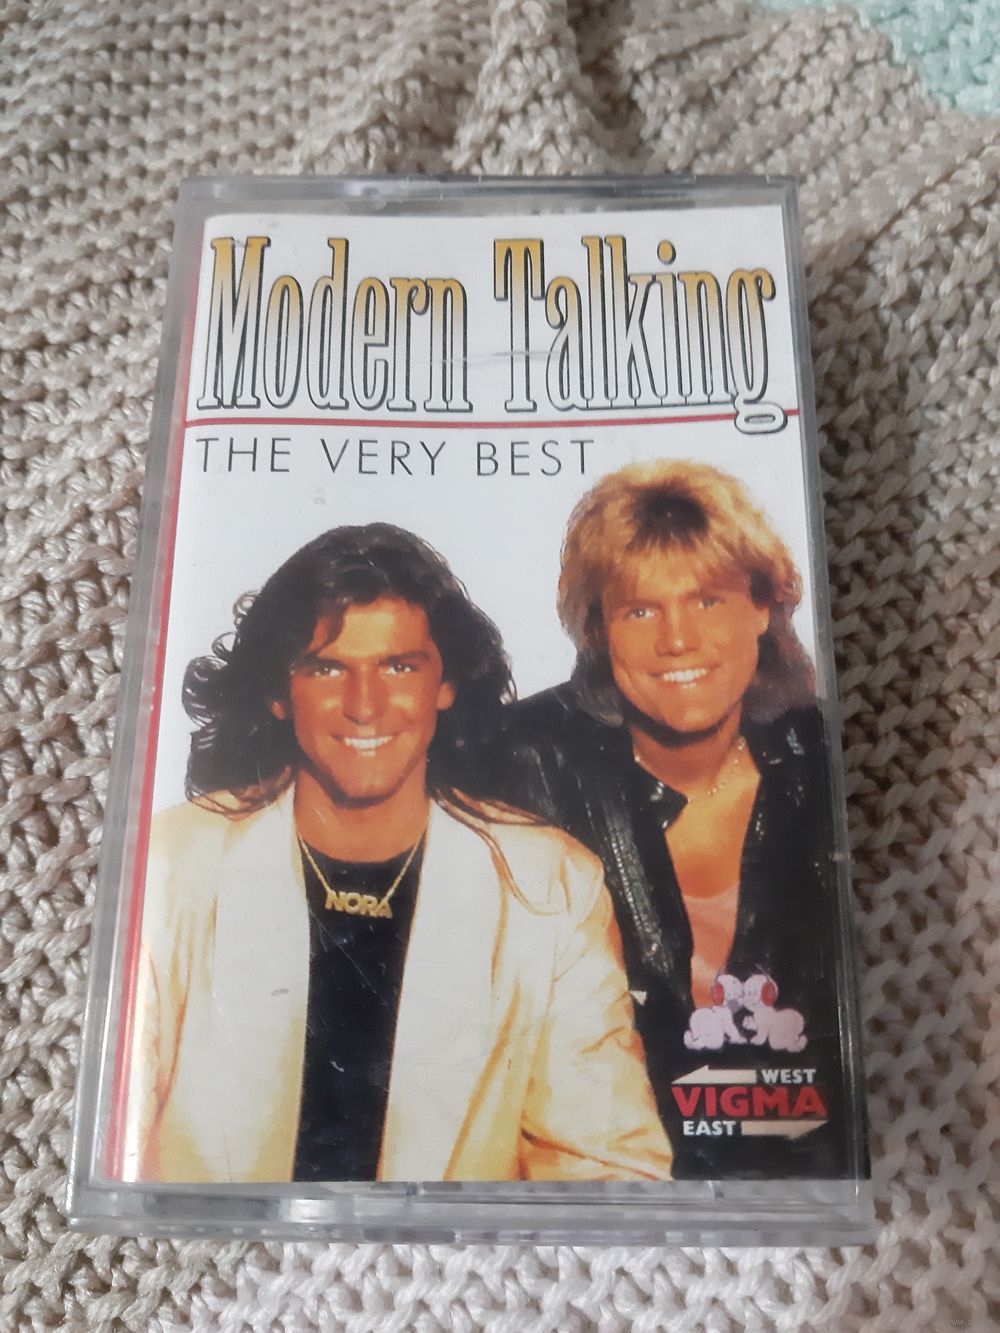 Modern Talking
THE VERY BEST
NORA
WEST
VIGMA
EAST